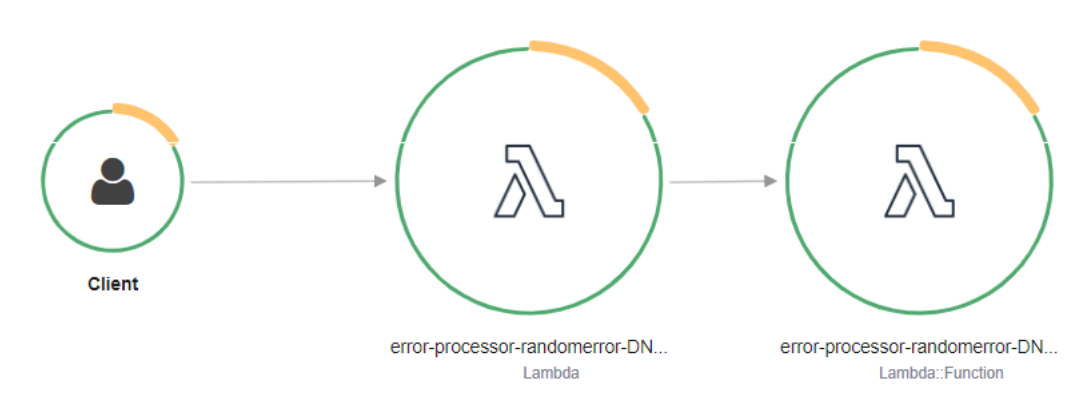 Client
error-processor-randomerror-DN...
Lambda
error-processor-randomerror-DN...
Lambda::Function